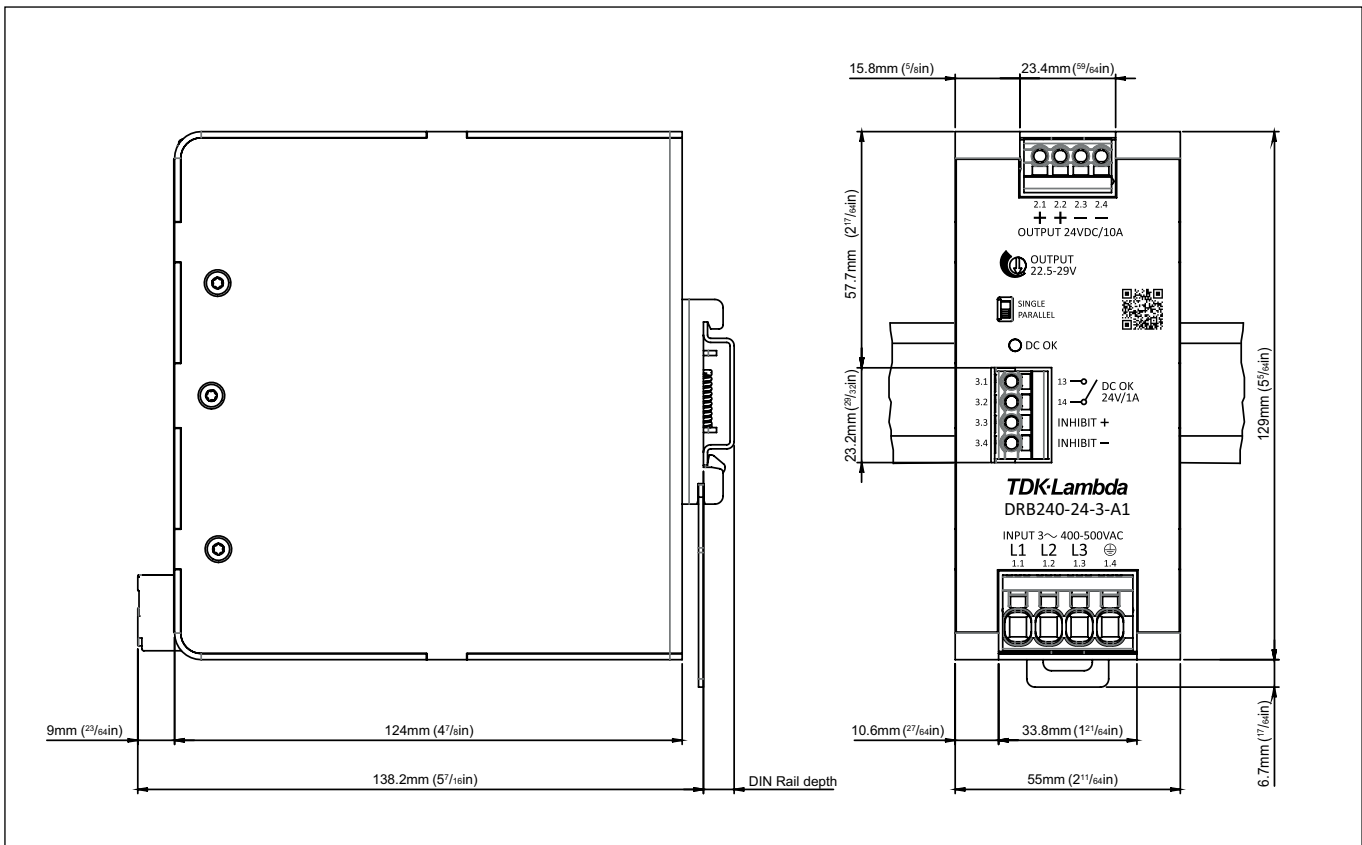 15.8mm (5/8in)
23.4mm (59/64in)
57.7mm (2 17/64in)
23.2mm (29/32in)
129mm (5 5/64in)
6.7mm (17/64in)
2.1 2.2 2.3 2.4
+ + − −
OUTPUT 24VDC/10A
OUTPUT
22.5-29V
SINGLE
PARALLEL
DC OK
3.1 13
3.2 14
DC OK
24V/1A
3.3 INHIBIT +
3.4 INHIBIT −
TDK·Lambda
DRB240-24-3-A1
INPUT 3~ 400-500VAC
L1 L2 L3 ⏚
1.1 1.2 1.3 1.4
9mm (23/64in)
124mm (4 7/8in)
138.2mm (5 7/16in)
DIN Rail depth
10.6mm (27/64in)
33.8mm (1 21/64in)
55mm (2 11/64in)